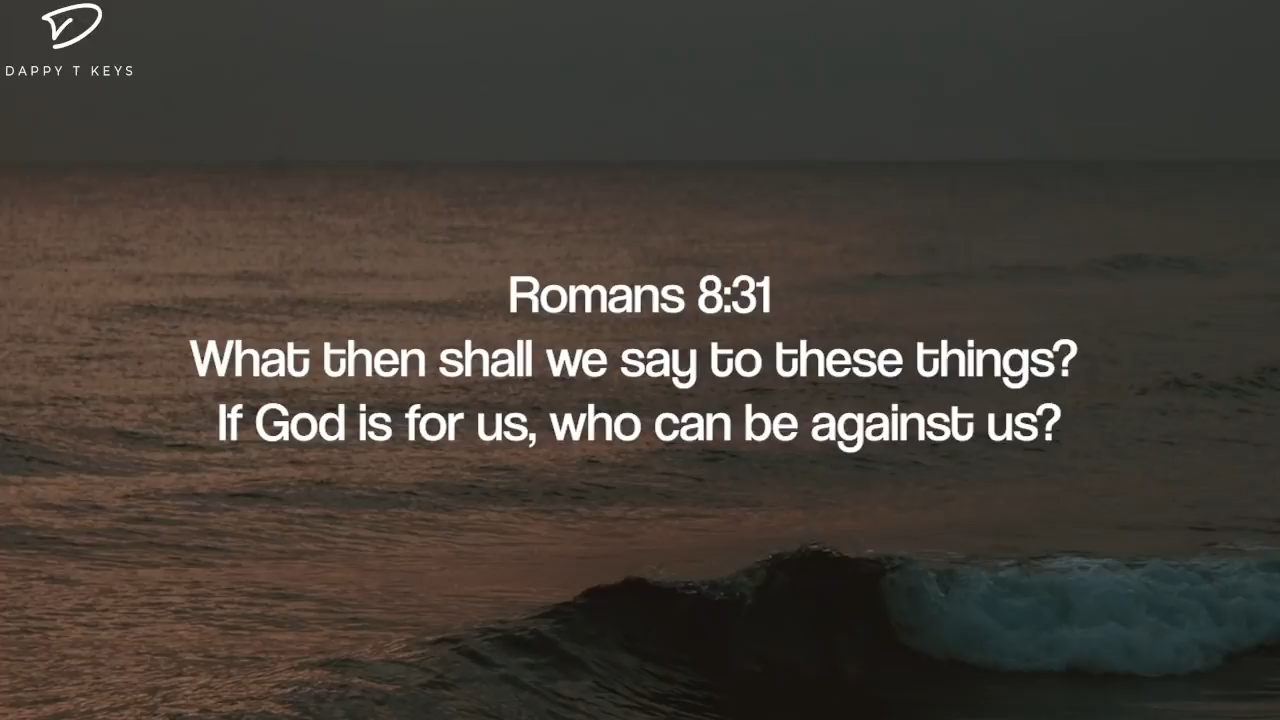 DAPPY T KEYS
Romans 8:31
What then shall we say to these things?
If God is for us, who can be against us?